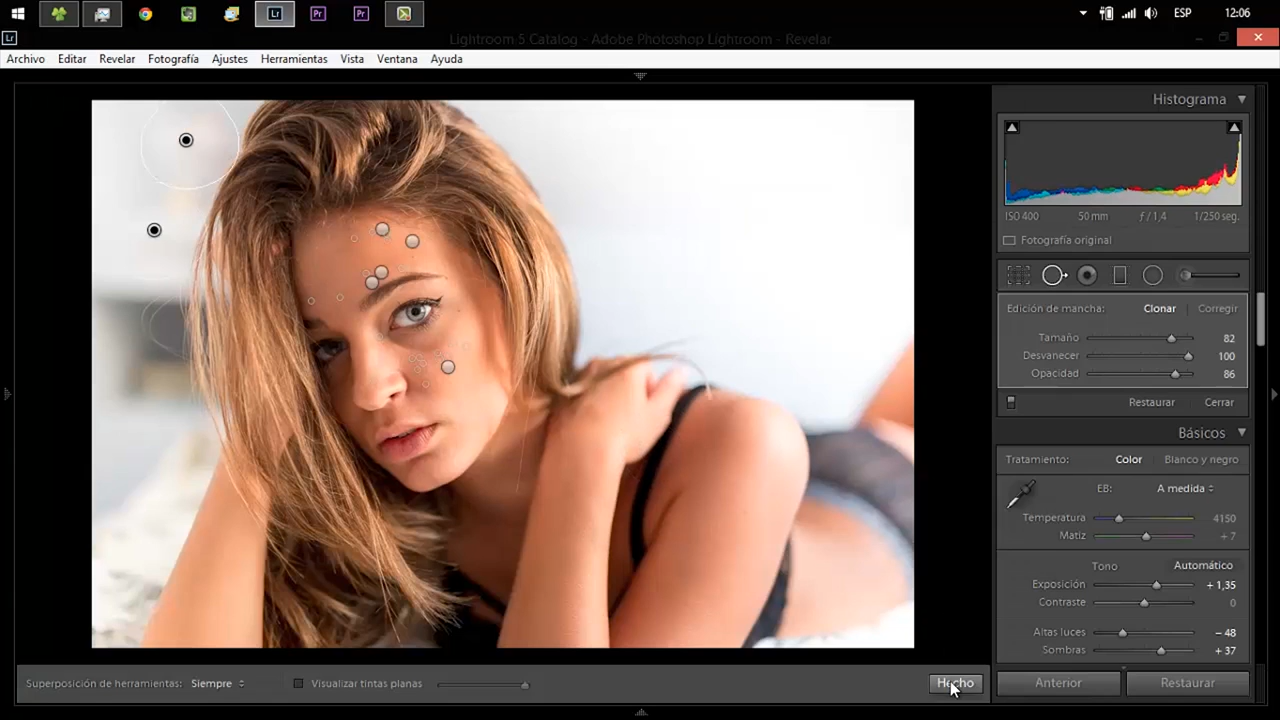 Lr Pr Pr ESP 12:06
Lr Lightroom 5 Catalog - Adobe Photoshop Lightroom - Revelar
Archivo Editar Revelar Fotografía Ajustes Herramientas Vista Ventana Ayuda
Histograma
ISO 400 50 mm ƒ / 1,4 1/250 seg.
Fotografía original
Edición de mancha: Clonar Corregir
Tamaño 82
Desvanecer 100
Opacidad 86
Restaurar Cerrar
Básicos
Tratamiento: Color Blanco y negro
EB: A medida
Temperatura 4150
Matiz + 7
Tono Automático
Exposición + 1,35
Contraste 0
Altas luces − 48
Sombras + 37
Superposición de herramientas: Siempre Visualizar tintas planas Hecho Anterior Restaurar